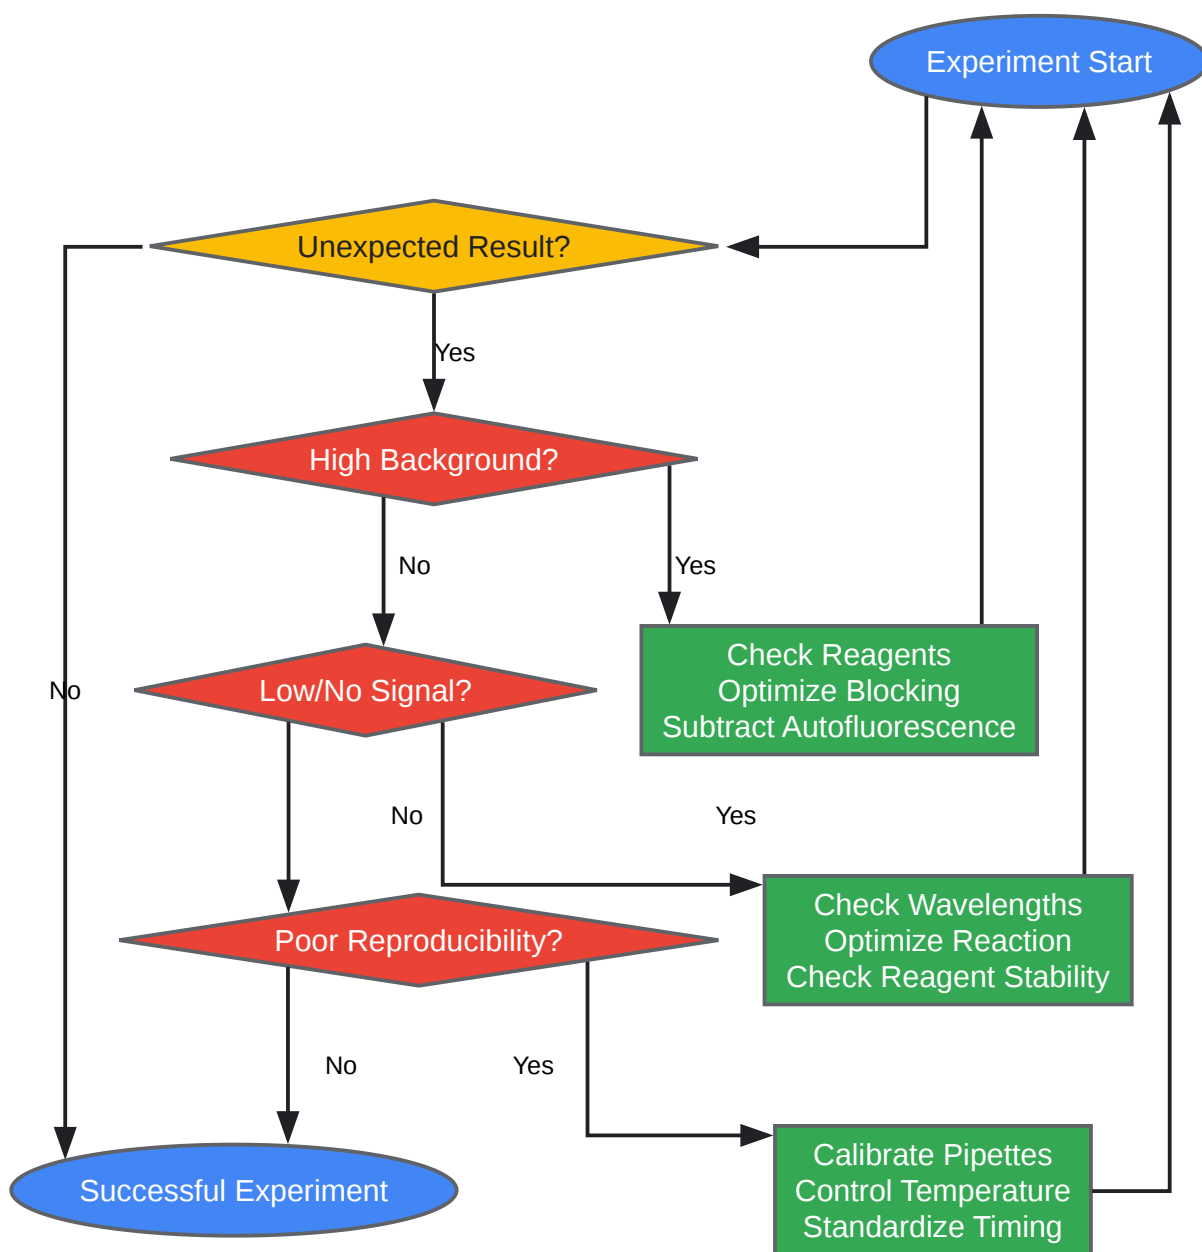 Experiment Start
Unexpected Result?
Yes
High Background?
No
Yes
Check Reagents
Optimize Blocking
Subtract Autofluorescence
No
Low/No Signal?
No
Yes
Check Wavelengths
Optimize Reaction
Check Reagent Stability
Poor Reproducibility?
No
Yes
Calibrate Pipettes
Control Temperature
Standardize Timing
Successful Experiment